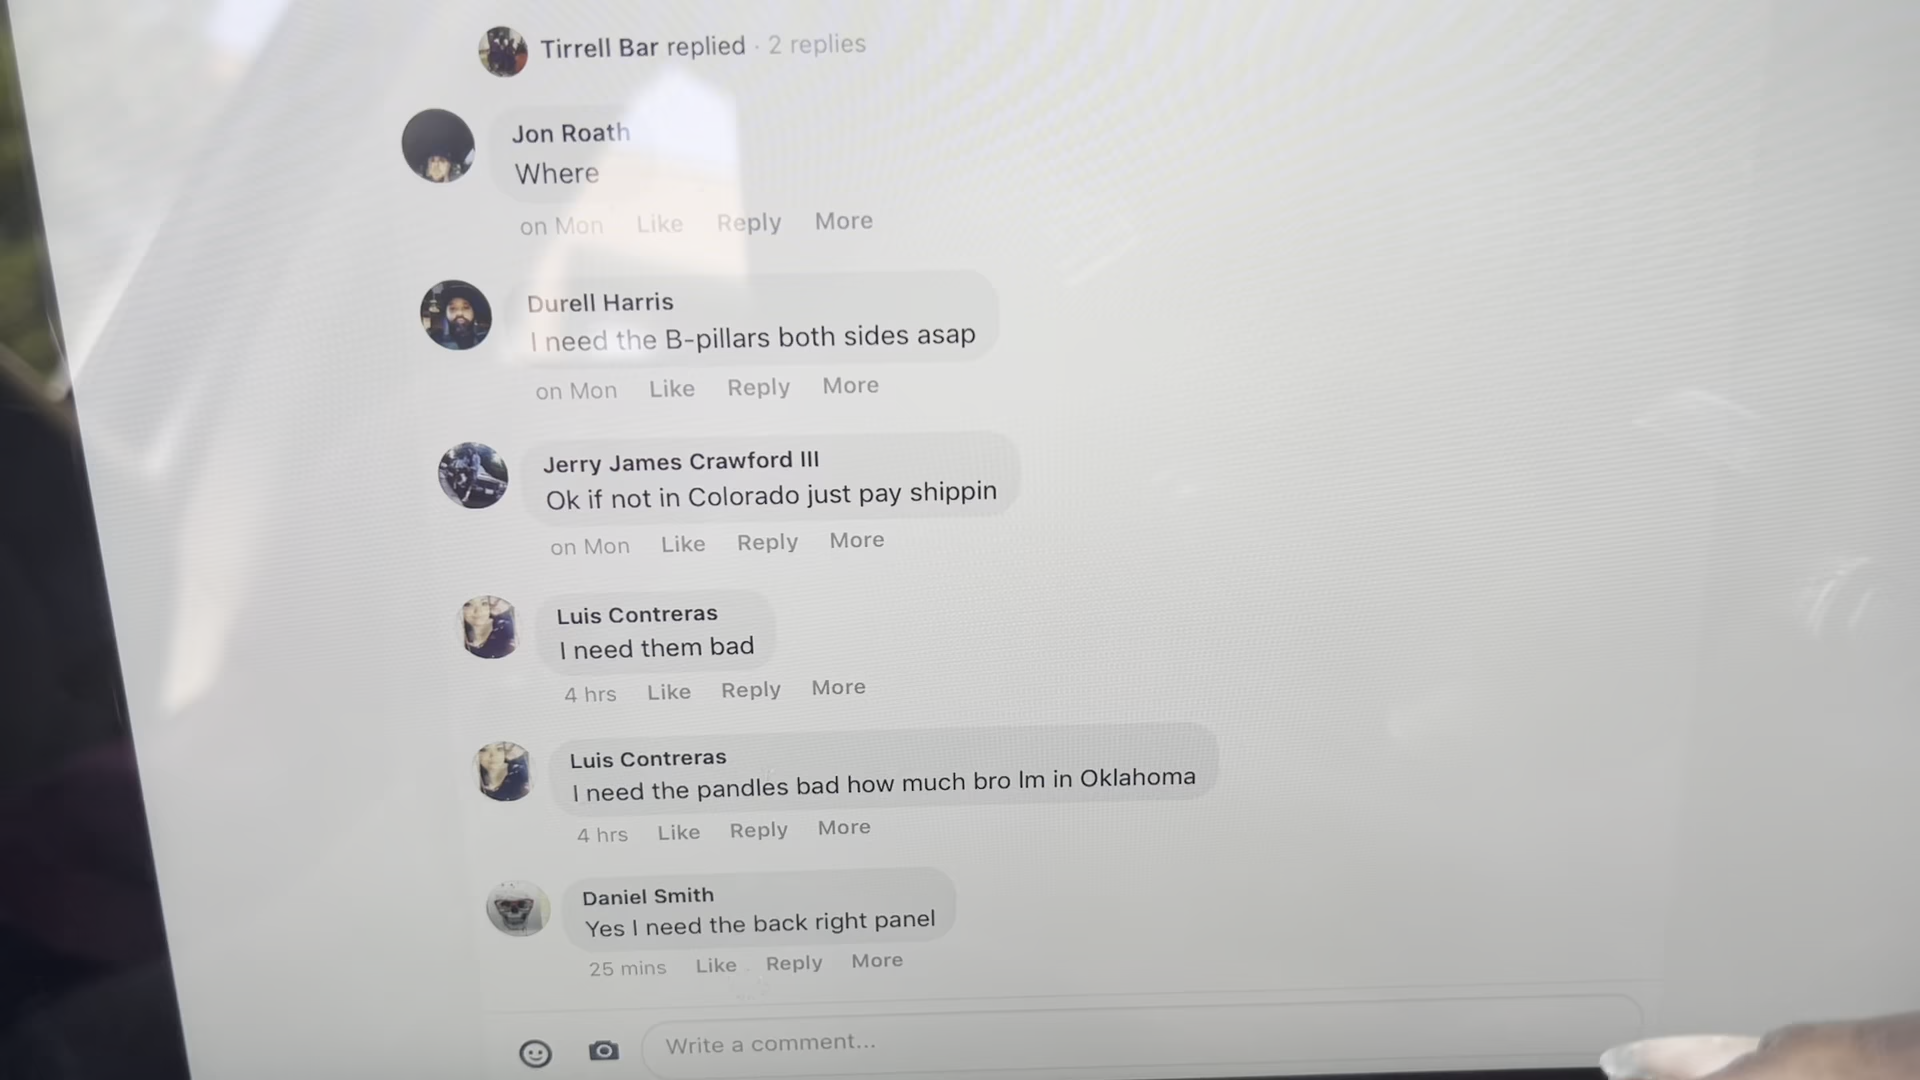 Tirrell Bar replied · 2 replies
Jon Roath
Where
on Mon Like Reply More
Durell Harris
I need the B-pillars both sides asap
on Mon Like Reply More
Jerry James Crawford III
Ok if not in Colorado just pay shippin
on Mon Like Reply More
Luis Contreras
I need them bad
4 hrs Like Reply More
Luis Contreras
I need the pandles bad how much bro Im in Oklahoma
4 hrs Like Reply More
Daniel Smith
Yes I need the back right panel
25 mins Like Reply More
Write a comment...